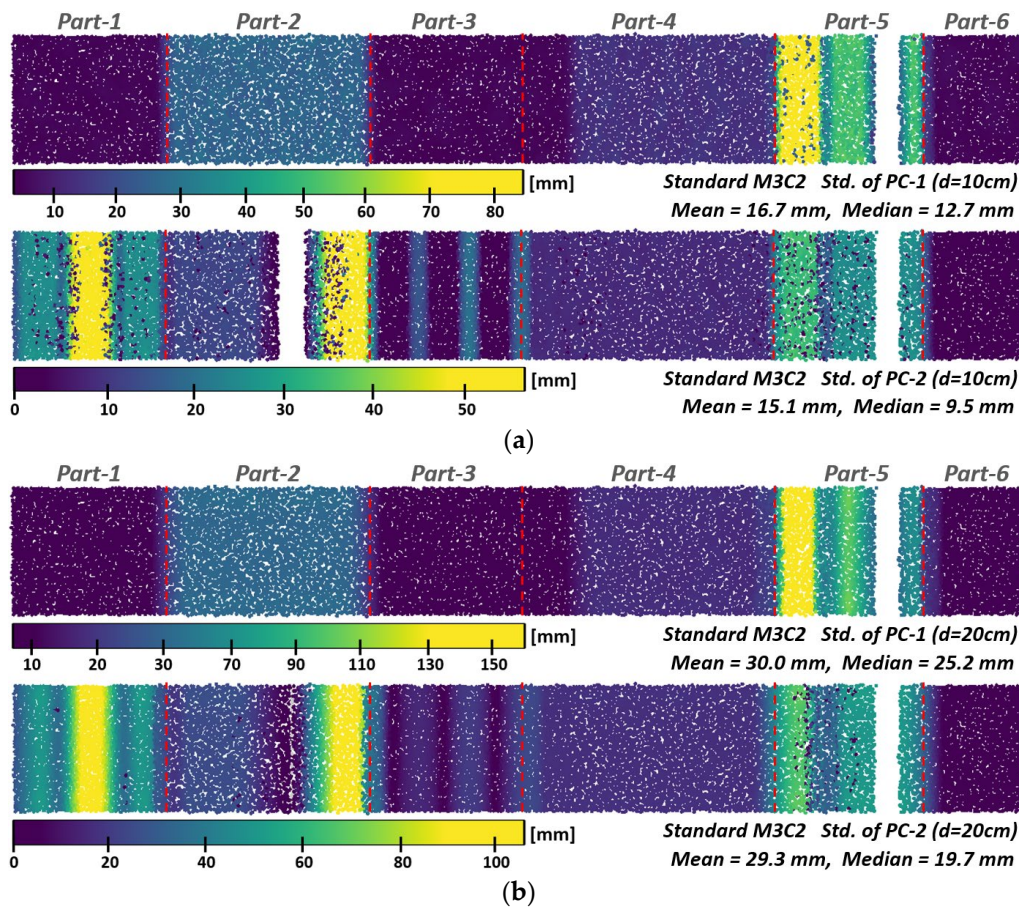 Part-1 Part-2 Part-3 Part-4 Part-5 Part-6
[mm]
10 20 30 40 50 60 70 80
Standard M3C2 Std. of PC-1 (d=10cm)
Mean = 16.7 mm, Median = 12.7 mm
[mm]
0 10 20 30 40 50
Standard M3C2 Std. of PC-2 (d=10cm)
Mean = 15.1 mm, Median = 9.5 mm
(a)
Part-1 Part-2 Part-3 Part-4 Part-5 Part-6
[mm]
10 20 30 70 90 110 130 150
Standard M3C2 Std. of PC-1 (d=20cm)
Mean = 30.0 mm, Median = 25.2 mm
[mm]
0 20 40 60 80 100
Standard M3C2 Std. of PC-2 (d=20cm)
Mean = 29.3 mm, Median = 19.7 mm
(b)